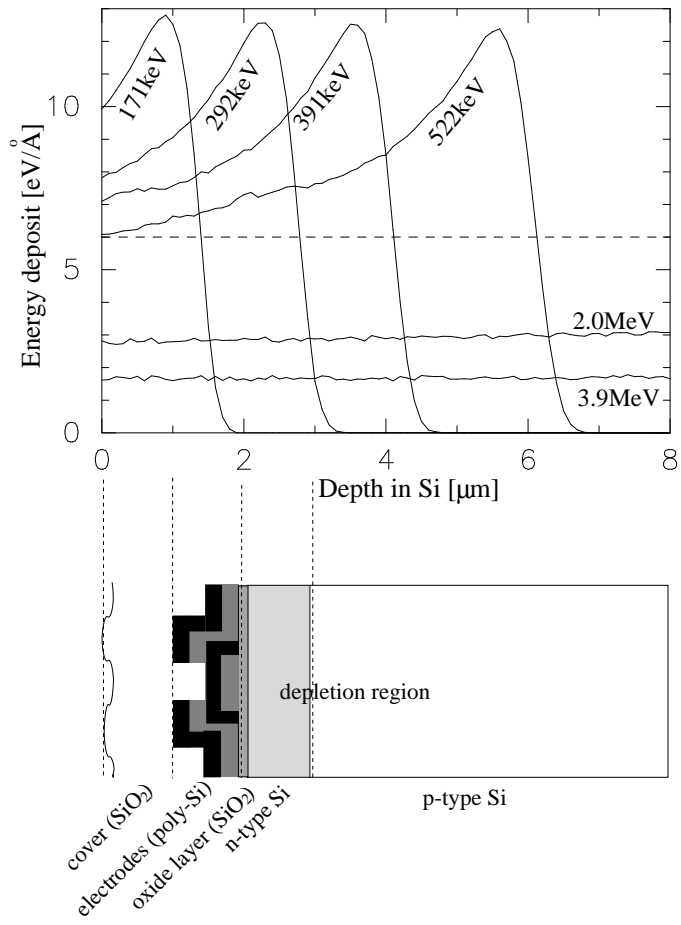 10
5
0
Energy deposit [eV/Å]
171keV
292keV
391keV
522keV
2.0MeV
3.9MeV
0 2 4 6 8
Depth in Si [μm]
depletion region
cover (SiO2)
electrodes (poly-Si)
oxide layer (SiO2)
n-type Si
p-type Si